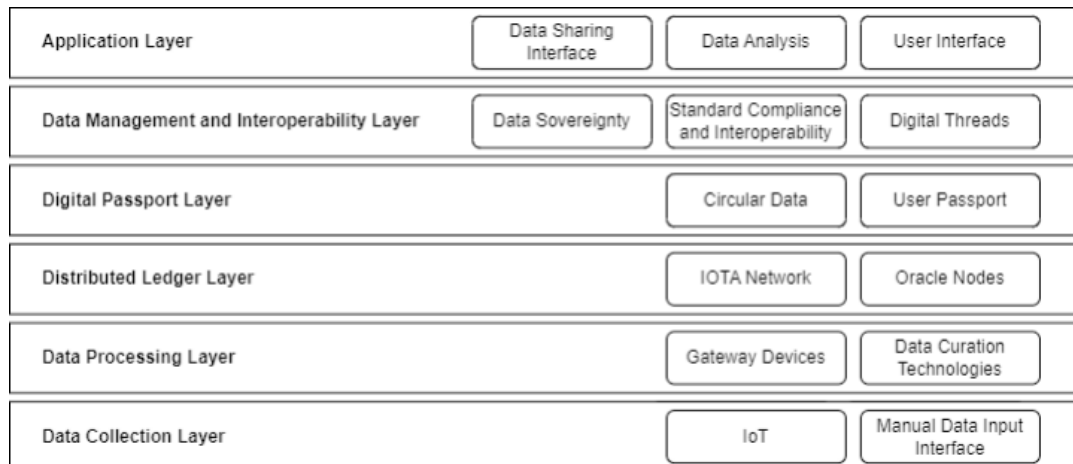 Application Layer
Data Sharing
Interface
Data Analysis
User Interface
Data Management and Interoperability Layer
Data Sovereignty
Standard Compliance
and Interoperability
Digital Threads
Digital Passport Layer
Circular Data
User Passport
Distributed Ledger Layer
IOTA Network
Oracle Nodes
Data Processing Layer
Gateway Devices
Data Curation
Technologies
Data Collection Layer
IoT
Manual Data Input
Interface